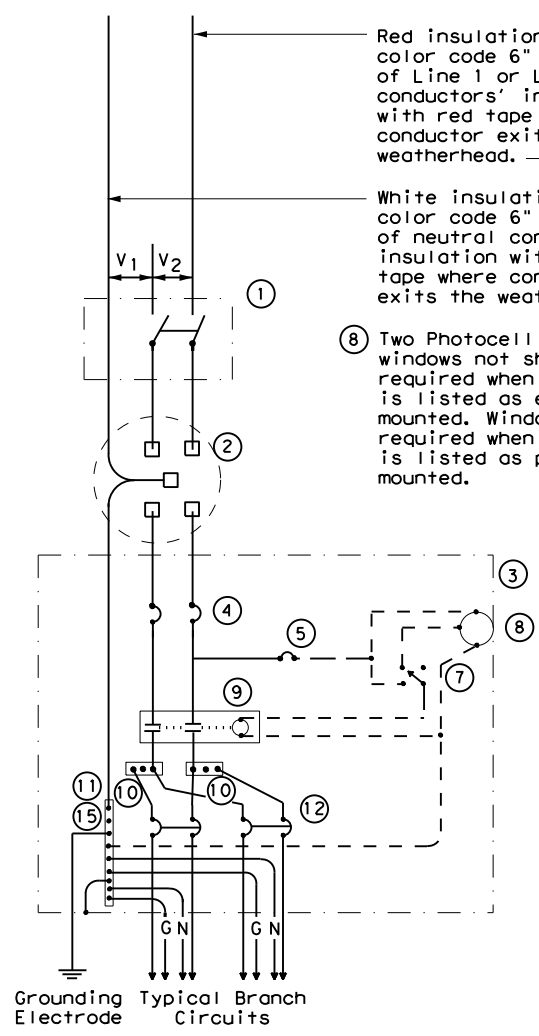 Red insulation
color code 6"
of Line 1 or L
conductors' in
with red tape
conductor exit
weatherhead.
White insulati
color code 6"
of neutral con
insulation wit
tape where con
exits the weat
V1 V2
1
8 Two Photocell
windows not sh
required when
is listed as e
mounted. Windo
required when
is listed as p
mounted.
2
3
4
5
8
7
9
11
10 10
15
12
G N G N
Grounding Typical Branch
Electrode Circuits